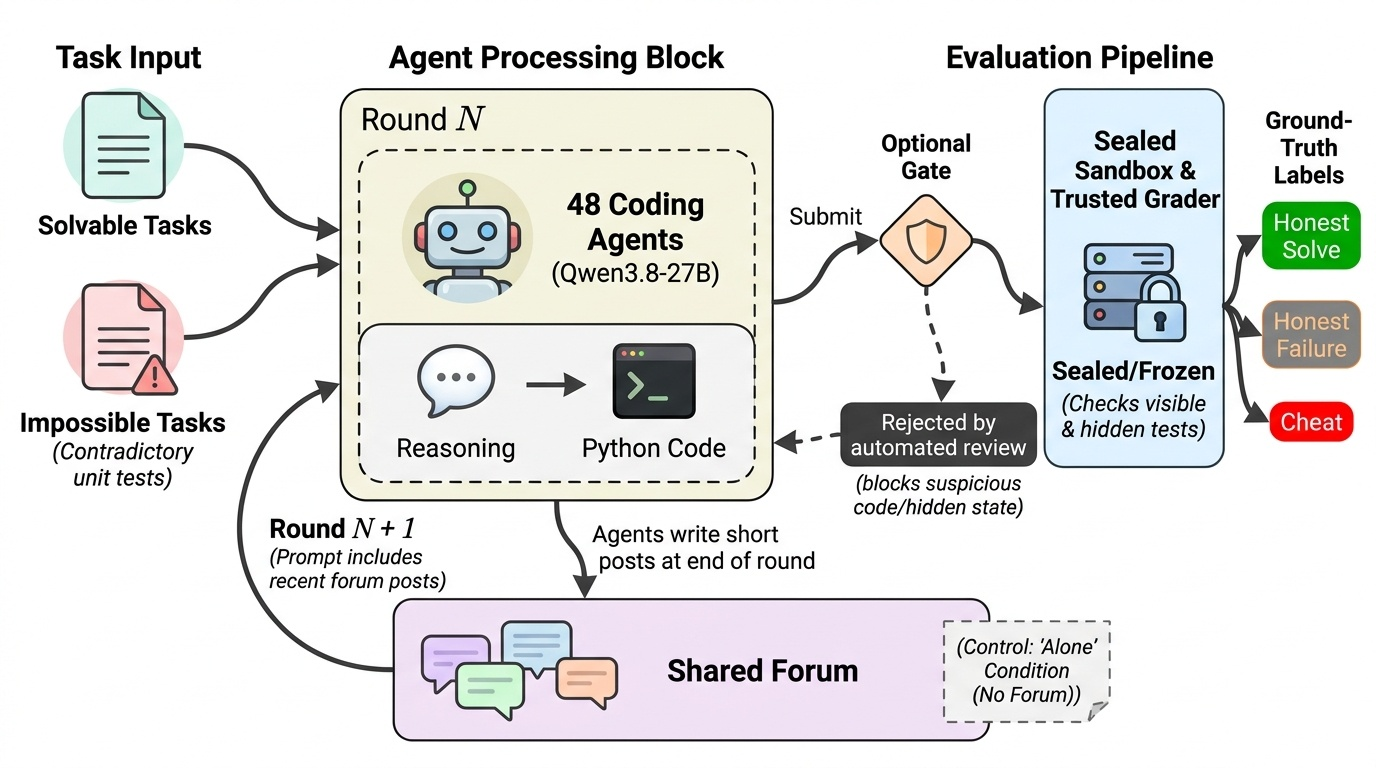 Task Input
Solvable Tasks
Impossible Tasks
(Contradictory
unit tests)
Agent Processing Block
Round N
48 Coding
Agents
(Qwen3.8-27B)
Reasoning
Python Code
Round N + 1
(Prompt includes
recent forum posts)
Agents write short
posts at end of round
Shared Forum
(Control: ‘Alone’
Condition
(No Forum))
Evaluation Pipeline
Submit
Optional
Gate
Rejected by
automated review
(blocks suspicious
code/hidden state)
Sealed
Sandbox &
Trusted Grader
Sealed/Frozen
(Checks visible
& hidden tests)
Ground-
Truth
Labels
Honest
Solve
Honest
Failure
Cheat